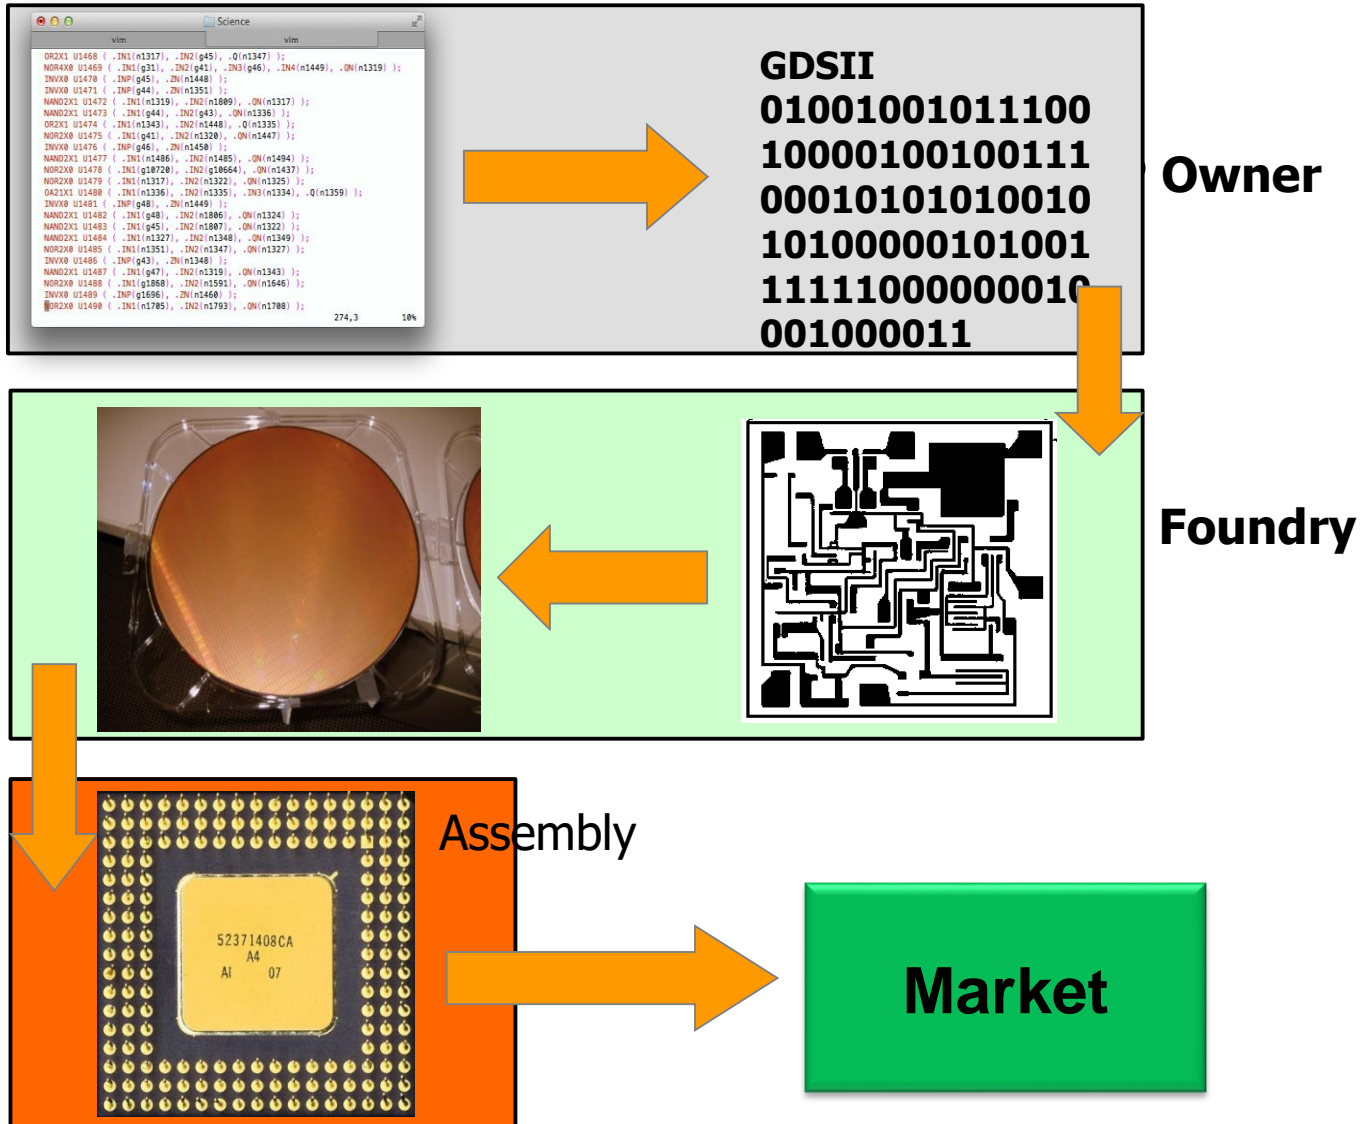 Science
vim
vim
OR2X1 U1468 ( .IN1(n1317), .IN2(g45), .Q(n1347) );
NOR4X0 U1469 ( .IN1(g31), .IN2(g41), .IN3(g46), .IN4(n1449), .QN(n1319) );
INVX0 U1470 ( .INP(g45), .ZN(n1448) );
INVX0 U1471 ( .INP(g44), .ZN(n1351) );
NAND2X1 U1472 ( .IN1(n1319), .IN2(n1809), .QN(n1317) );
NAND2X1 U1473 ( .IN1(g44), .IN2(g43), .QN(n1336) );
OR2X1 U1474 ( .IN1(n1343), .IN2(n1448), .Q(n1335) );
NOR2X0 U1475 ( .IN1(g41), .IN2(n1320), .QN(n1447) );
INVX0 U1476 ( .INP(g46), .ZN(n1450) );
NAND2X1 U1477 ( .IN1(n1486), .IN2(n1485), .QN(n1494) );
NOR2X0 U1478 ( .IN1(g10720), .IN2(g10664), .QN(n1437) );
NOR2X0 U1479 ( .IN1(n1317), .IN2(n1322), .QN(n1325) );
OA21X1 U1480 ( .IN1(n1336), .IN2(n1335), .IN3(n1334), .Q(n1359) );
INVX0 U1481 ( .INP(g48), .ZN(n1449) );
NAND2X1 U1482 ( .IN1(g48), .IN2(n1806), .QN(n1324) );
NAND2X1 U1483 ( .IN1(g45), .IN2(n1807), .QN(n1322) );
NAND2X1 U1484 ( .IN1(n1327), .IN2(n1348), .QN(n1349) );
NOR2X0 U1485 ( .IN1(n1351), .IN2(n1347), .QN(n1327) );
INVX0 U1486 ( .INP(g43), .ZN(n1348) );
NAND2X1 U1487 ( .IN1(g47), .IN2(n1319), .QN(n1343) );
NOR2X0 U1488 ( .IN1(g1868), .IN2(n1591), .QN(n1646) );
INVX0 U1489 ( .INP(g1696), .ZN(n1460) );
NOR2X0 U1490 ( .IN1(n1705), .IN2(n1793), .QN(n1708) );
274,3 10%
GDSII
01001001011100
10000100100111
00010101010010
10100000101001
11111000000010
001000011
Owner
Foundry
Assembly
52371408CA
A4
AI 07
Market